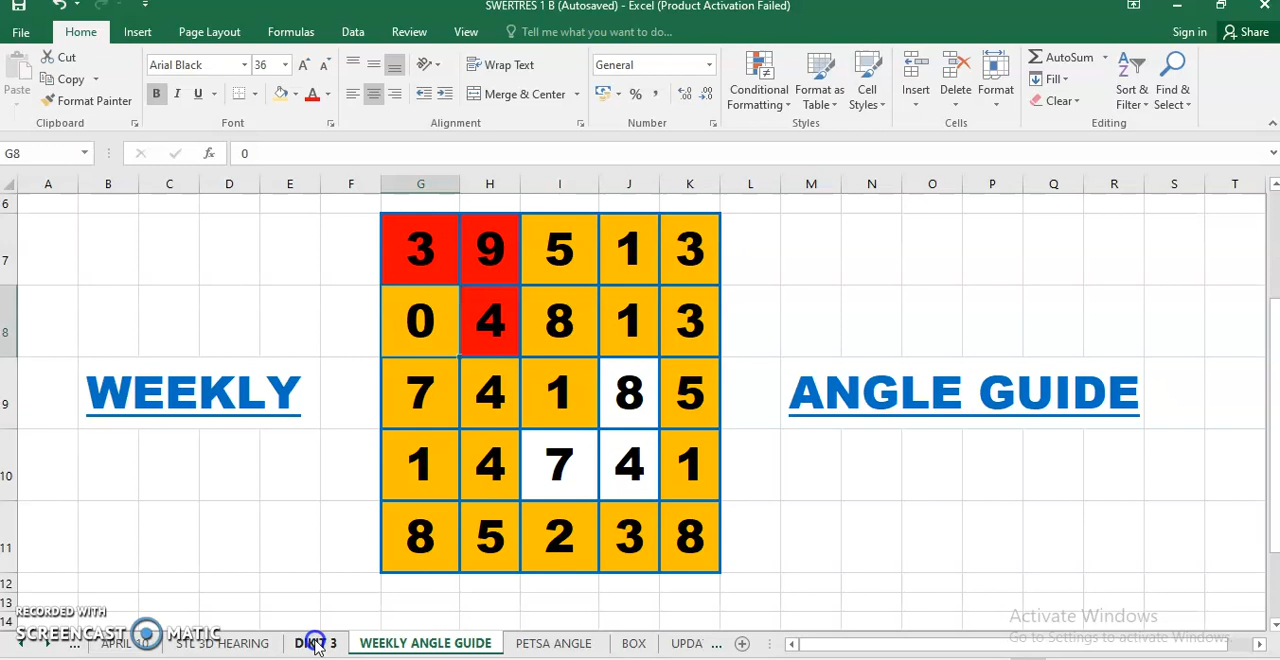 SWERTRES 1 B (Autosaved) - Excel (Product Activation Failed)
File Home Insert Page Layout Formulas Data Review View Tell me what you want to do... Sign in Share
Cut
Copy
Format Painter
Paste
Clipboard
Arial Black 36
B I U
Font
Wrap Text
Merge & Center
Alignment
General
Number
Conditional Formatting
Format as Table
Cell Styles
Styles
Insert Delete Format
Cells
AutoSum
Fill
Clear
Sort & Filter
Find & Select
Editing
G8 fx 0
A B C D E F G H I J K L M N O P Q R S T
6
7 3 9 5 1 3
8 0 4 8 1 3
9 WEEKLY 7 4 1 8 5 ANGLE GUIDE
10 1 4 7 4 1
11 8 5 2 3 8
12
13
14
RECORDED WITH
SCREENCAST MATIC
Activate Windows
Go to Settings to activate Windows.
... STL 3D HEARING WEEKLY ANGLE GUIDE PETSA ANGLE BOX UPDA ...